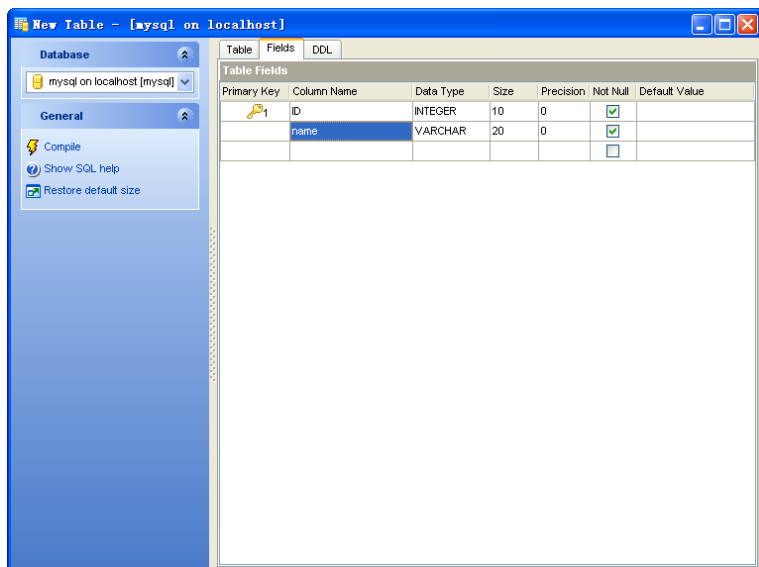 New Table - [mysql on localhost]
Database
mysql on localhost [mysql]
General
Compile
Show SQL help
Restore default size
Table Fields DDL
Table Fields
Primary Key Column Name Data Type Size Precision Not Null Default Value
1 ID INTEGER 10 0
name VARCHAR 20 0